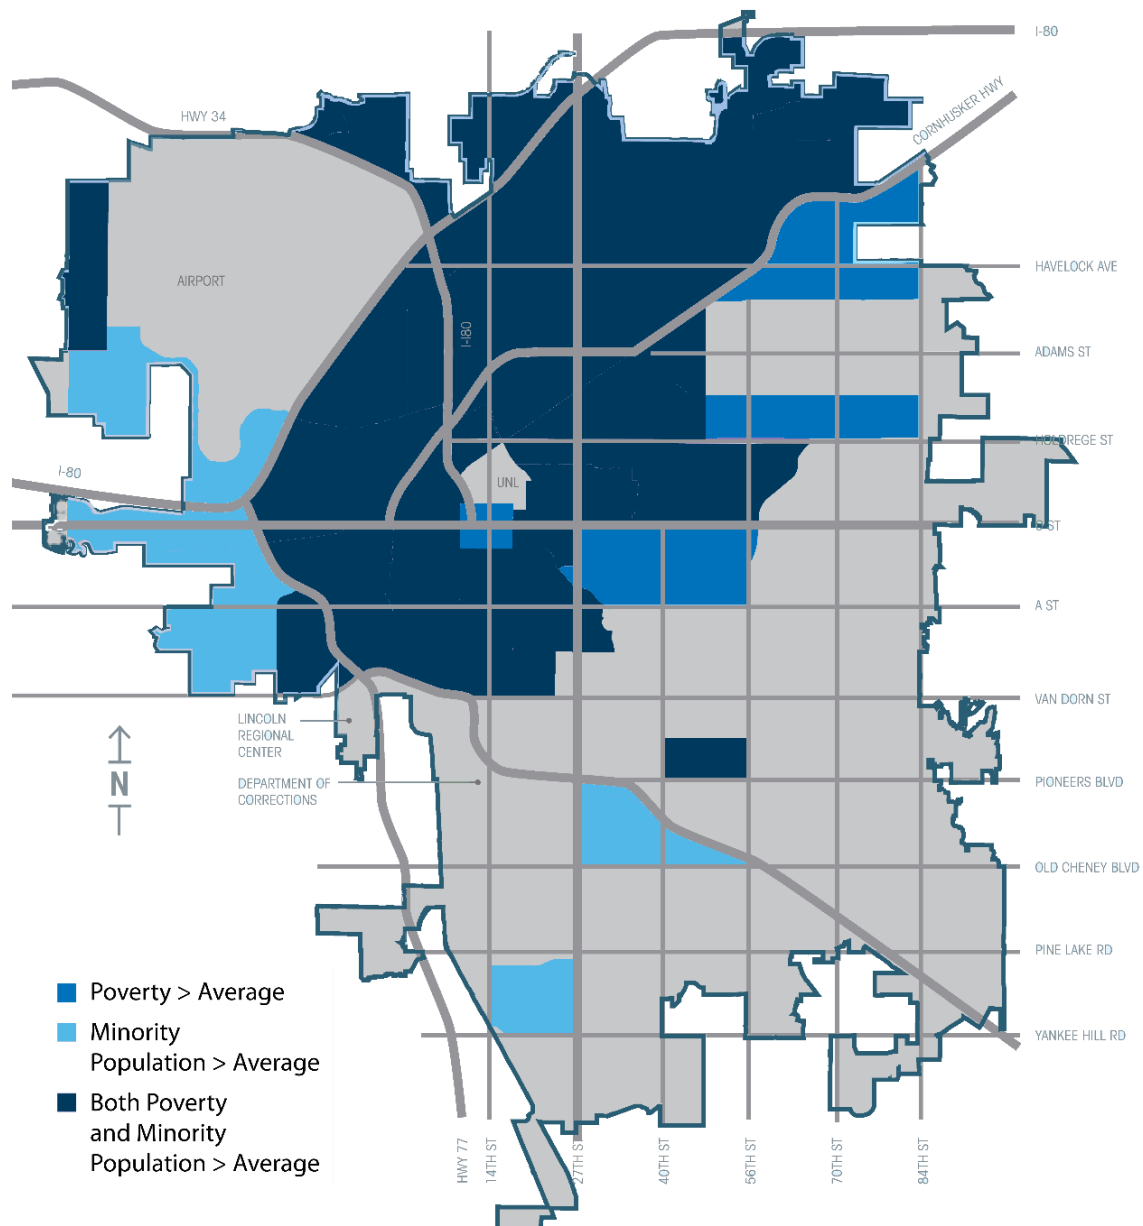 I-80
HWY 34
CORNHUSKER HWY
AIRPORT
HAVELOCK AVE
I-180
ADAMS ST
HOLDREGE ST
I-80
UNL
O ST
A ST
VAN DORN ST
LINCOLN
REGIONAL
CENTER
N
DEPARTMENT OF
CORRECTIONS
PIONEERS BLVD
OLD CHENEY BLVD
PINE LAKE RD
YANKEE HILL RD
Poverty > Average
Minority
Population > Average
Both Poverty
and Minority
Population > Average
HWY 77
14TH ST
27TH ST
40TH ST
56TH ST
70TH ST
84TH ST